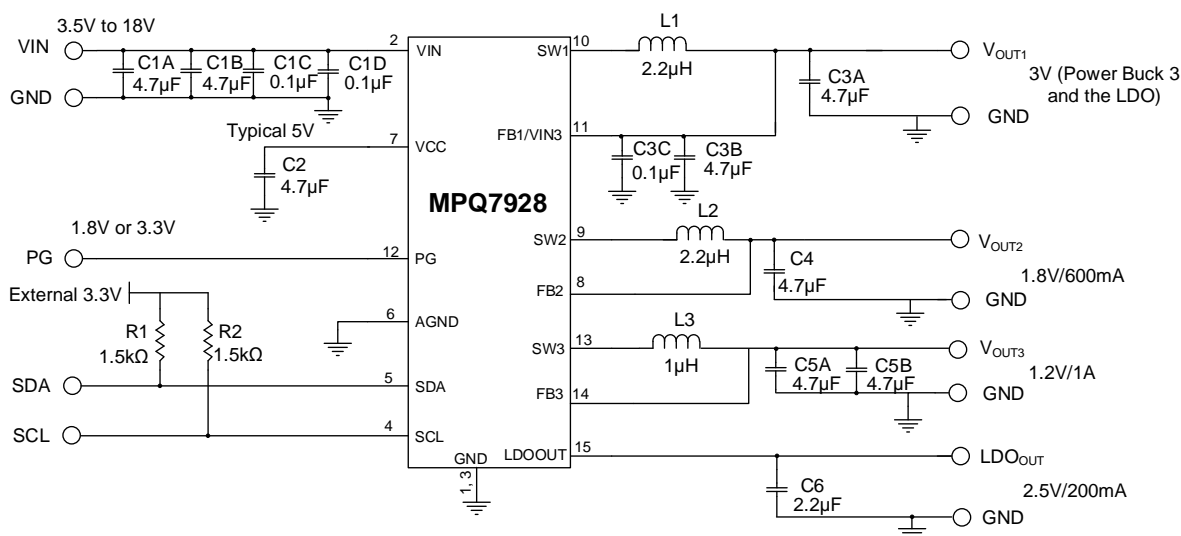 3.5V to 18V
VIN
GND
C1A
4.7µF
C1B
4.7µF
C1C
0.1µF
C1D
0.1µF
2
VIN
Typical 5V
7
VCC
C2
4.7µF
1.8V or 3.3V
PG
12
PG
External 3.3V
R1
1.5kΩ
R2
1.5kΩ
6
AGND
SDA
5
SDA
SCL
4
SCL
MPQ7928
GND
1, 3
SW1
10
L1
2.2µH
VOUT1
3V (Power Buck 3
and the LDO)
C3A
4.7µF
GND
FB1/VIN3
11
C3C
0.1µF
C3B
4.7µF
SW2
9
L2
2.2µH
VOUT2
C4
4.7µF
1.8V/600mA
FB2
8
GND
SW3
13
L3
1µH
VOUT3
C5A
4.7µF
C5B
4.7µF
1.2V/1A
FB3
14
GND
LDOOUT
15
LDOOUT
C6
2.2µF
2.5V/200mA
GND